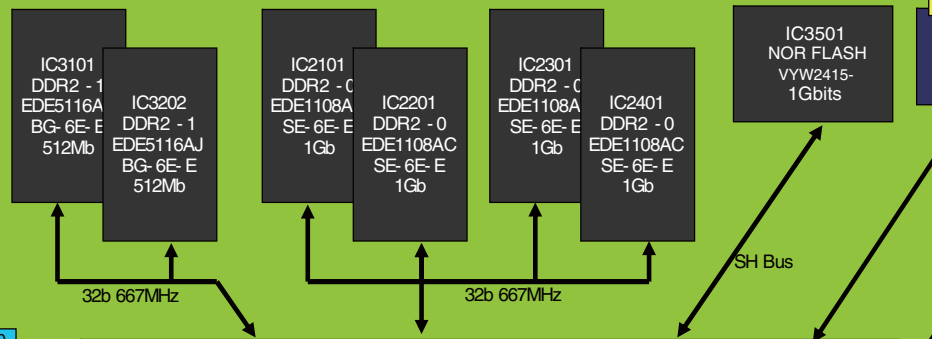 IC3101
DDR2 - 1
EDE5116A
BG- 6E- E
512Mb
IC3202
DDR2 - 1
EDE5116AJ
BG- 6E- E
512Mb
IC2101
DDR2 - 0
EDE1108A
SE- 6E- E
1Gb
IC2201
DDR2 - 0
EDE1108AC
SE- 6E- E
1Gb
IC2301
DDR2 - 0
EDE1108A
SE- 6E- E
1Gb
IC2401
DDR2 - 0
EDE1108AC
SE- 6E- E
1Gb
IC3501
NOR FLASH
VYW2415-
1Gbits
SH Bus
32b 667MHz
32b 667MHz